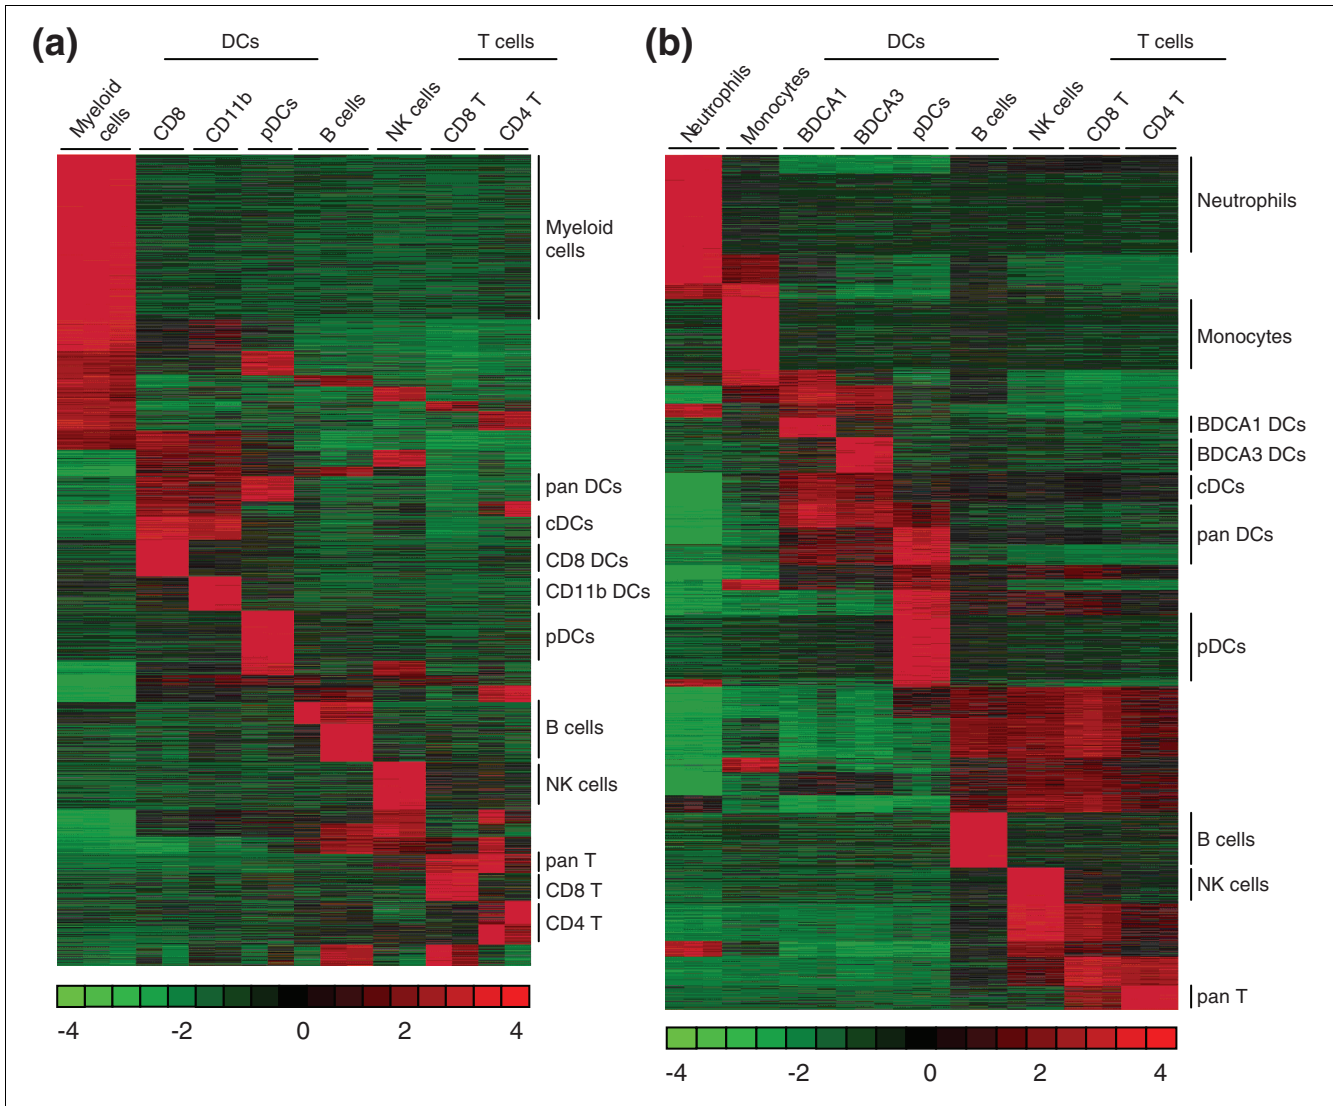 (a)
DCs
T cells
Myeloid
cells
CD8
CD11b
pDCs
B cells
NK cells
CD8 T
CD4 T
Myeloid
cells
pan DCs
cDCs
CD8 DCs
CD11b DCs
pDCs
B cells
NK cells
pan T
CD8 T
CD4 T
-4
-2
0
2
4
(b)
DCs
T cells
Neutrophils
Monocytes
BDCA1
BDCA3
pDCs
B cells
NK cells
CD8 T
CD4 T
Neutrophils
Monocytes
BDCA1 DCs
BDCA3 DCs
cDCs
pan DCs
pDCs
B cells
NK cells
pan T
-4
-2
0
2
4